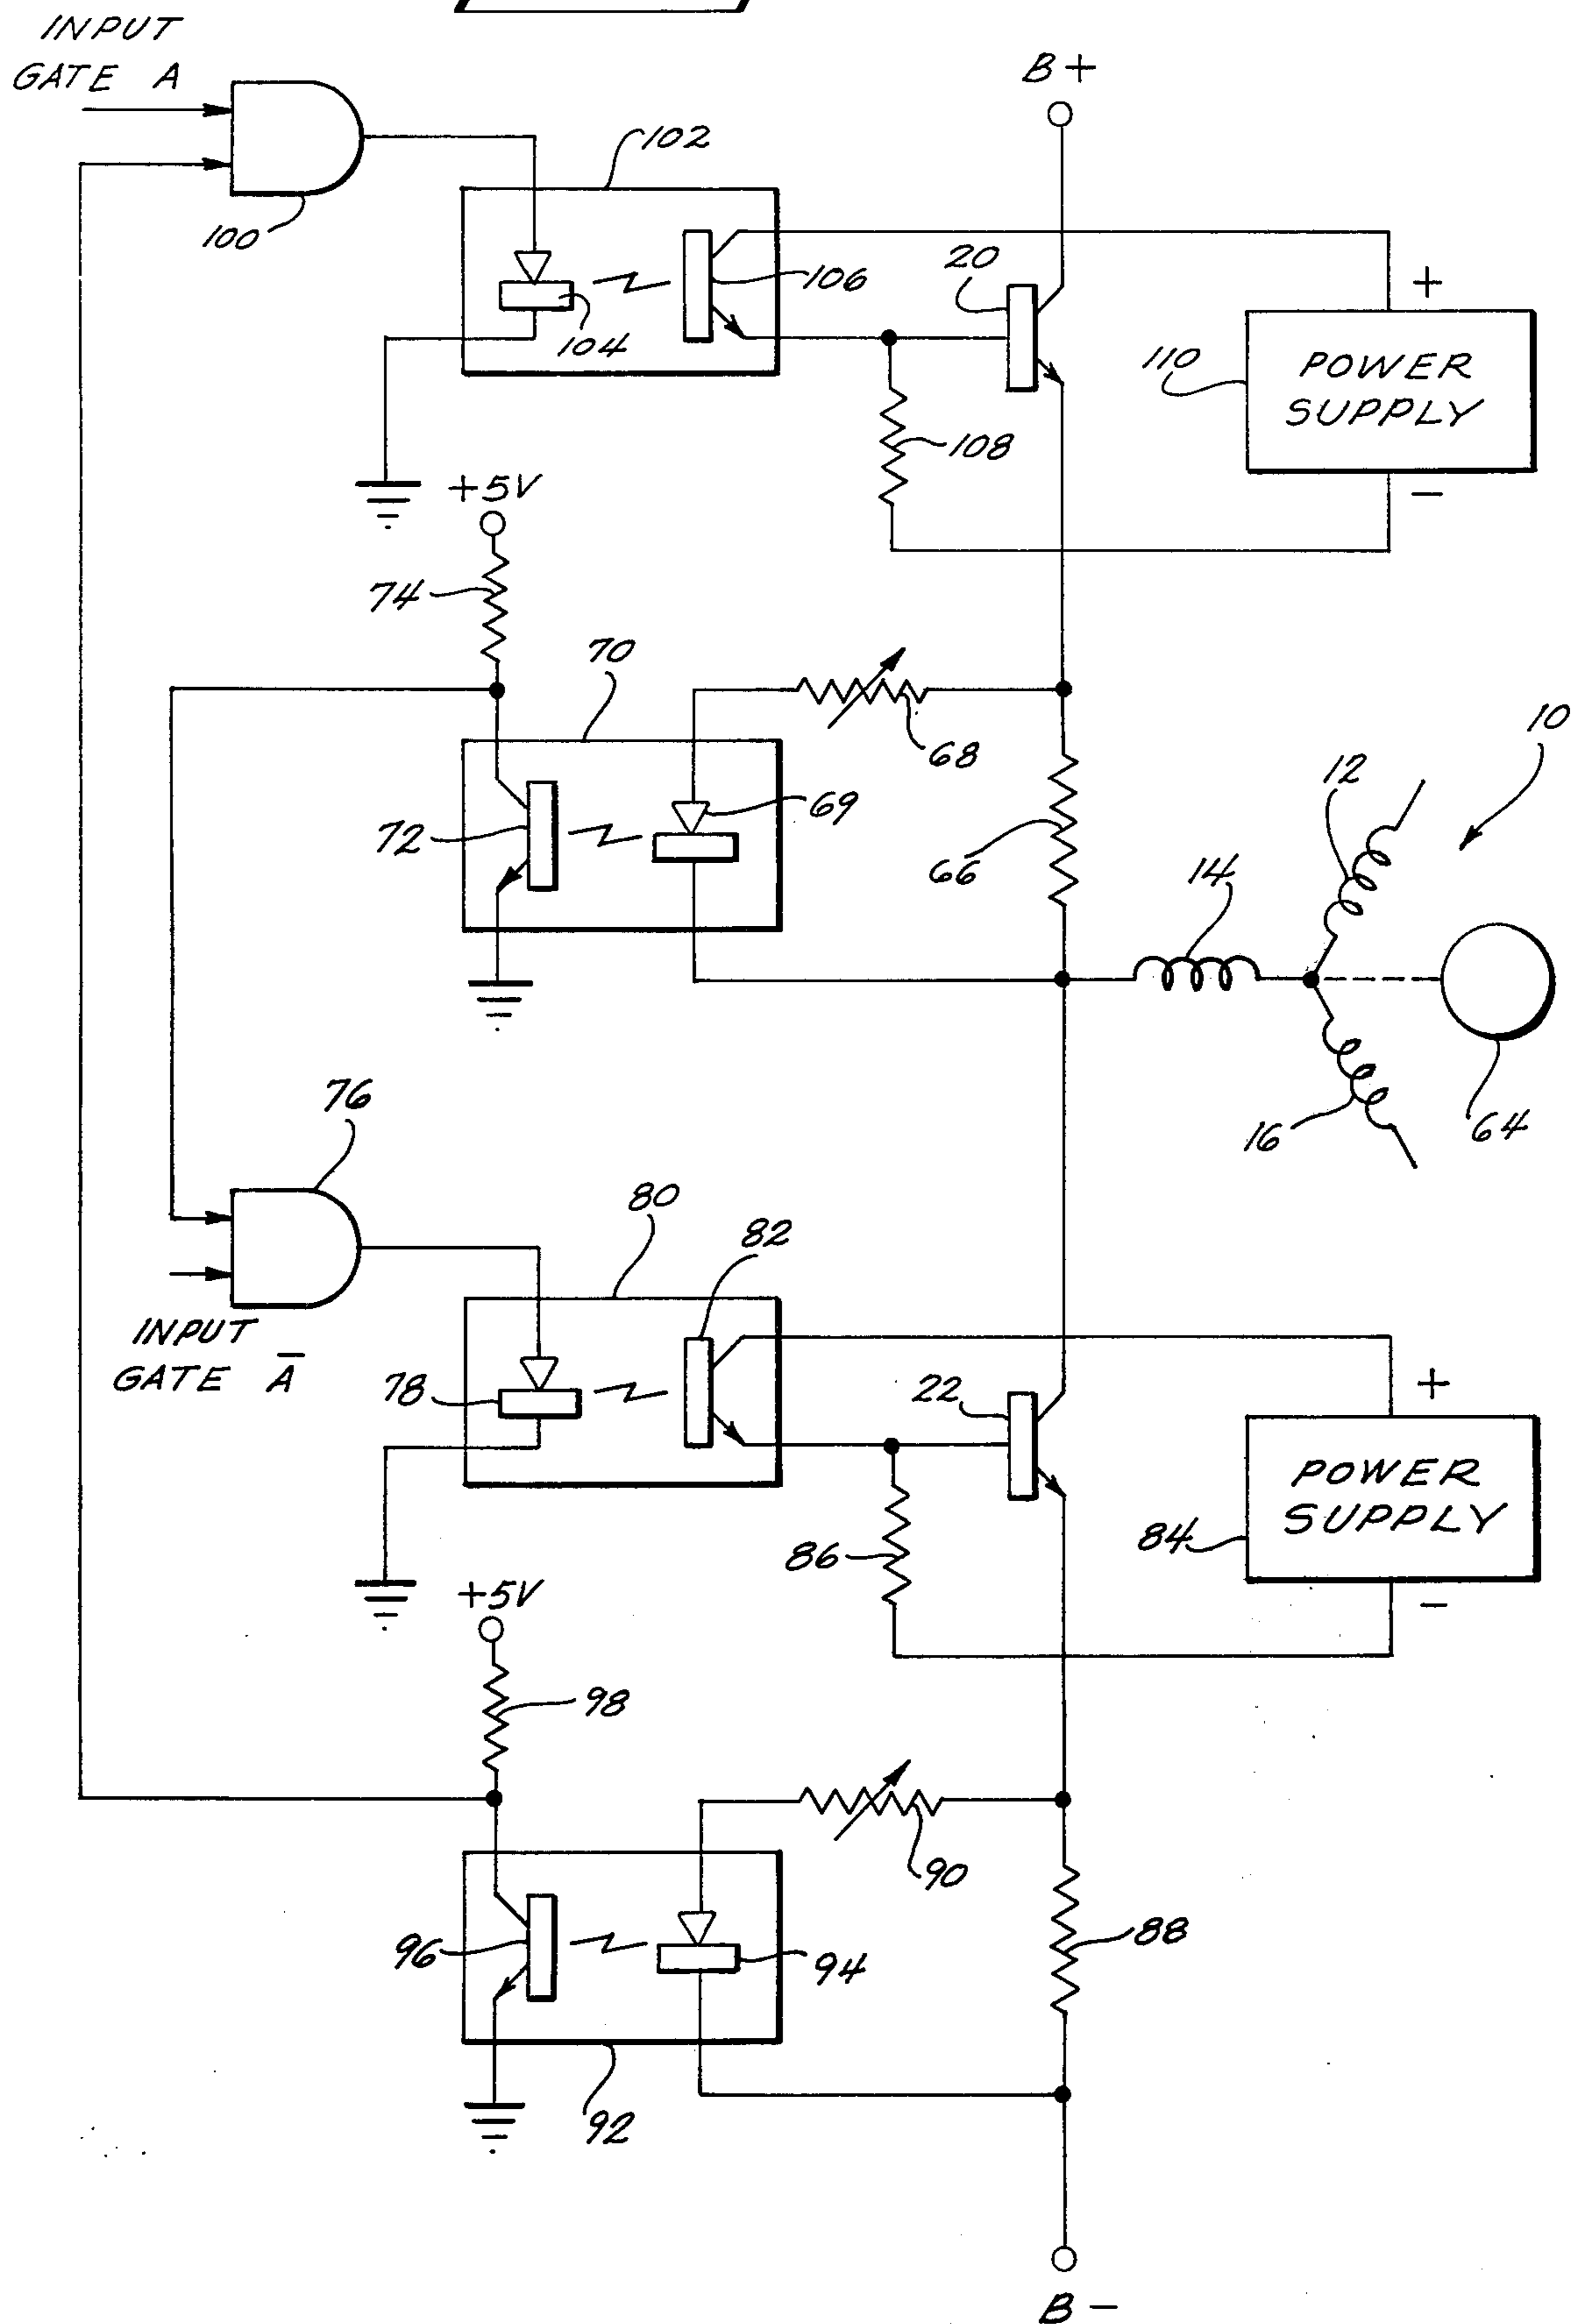 INPUT
GATE A
B+
102
100
20
106
+
104
110
POWER
SUPPLY
108
+5V
−
74
70
10
68
12
69
72
66
14
76
16
64
80
82
INPUT
GATE A̅
78
22
+
POWER
SUPPLY
84
86
+5V
−
98
90
88
96
94
92
B−